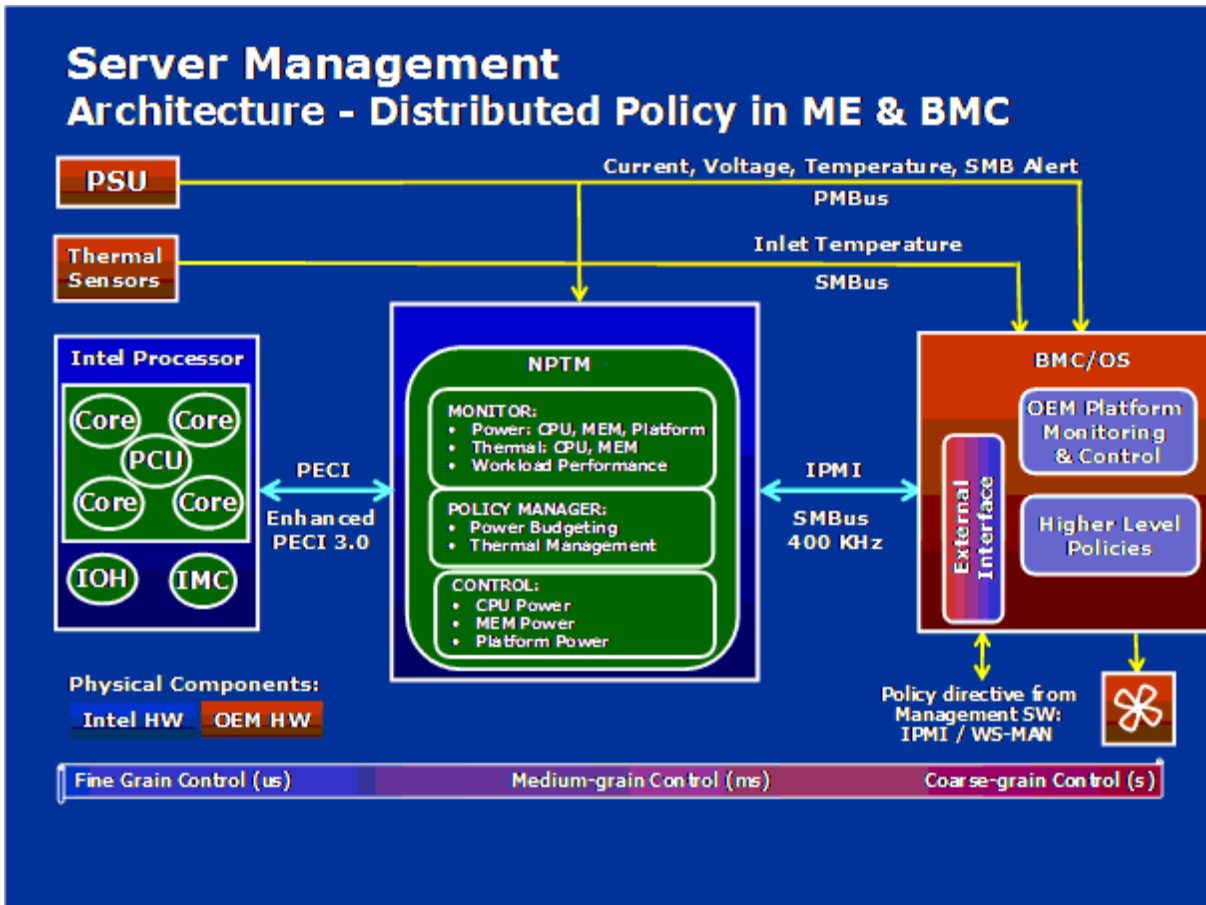 Server Management
Architecture - Distributed Policy in ME & BMC
PSU
Current, Voltage, Temperature, SMB Alert
PMBus
Thermal
Sensors
Inlet Temperature
SMBus
Intel Processor
Core
Core
PCU
Core
Core
IOH
IMC
PECI
Enhanced
PECI 3.0
NPTM
MONITOR:
• Power: CPU, MEM, Platform
• Thermal: CPU, MEM
• Workload Performance
POLICY MANAGER:
• Power Budgeting
• Thermal Management
CONTROL:
• CPU Power
• MEM Power
• Platform Power
IPMI
SMBus
400 KHz
BMC/OS
OEM Platform
Monitoring
& Control
Higher Level
Policies
External
Interface
Physical Components:
Intel HW
OEM HW
Policy directive from
Management SW:
IPMI / WS-MAN
Fine Grain Control (us)
Medium-grain Control (ms)
Coarse-grain Control (s)